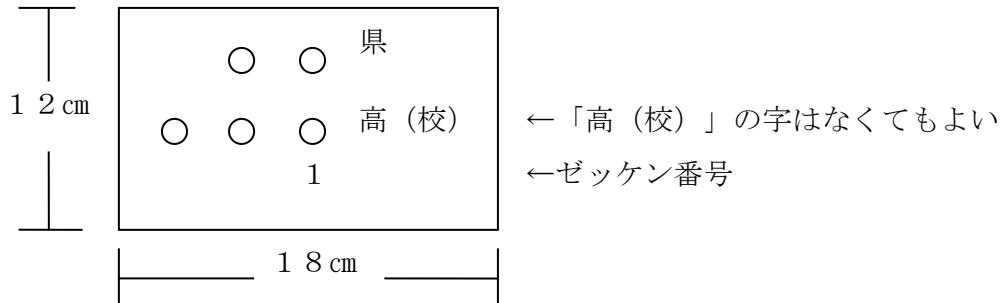 ○ ○ 県
１２㎝
○ ○ ○ 高（校） ←「高（校）」の字はなくてもよい
１ ←ゼッケン番号
１８㎝